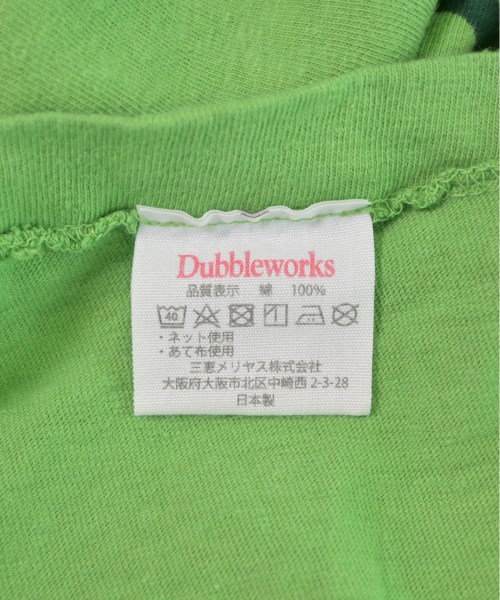 Dubbleworks
品質表示 綿 100%
40
・ネット使用
・あて布使用
三恵メリヤス株式会社
大阪府大阪市北区中崎西 2-3-28
日本製